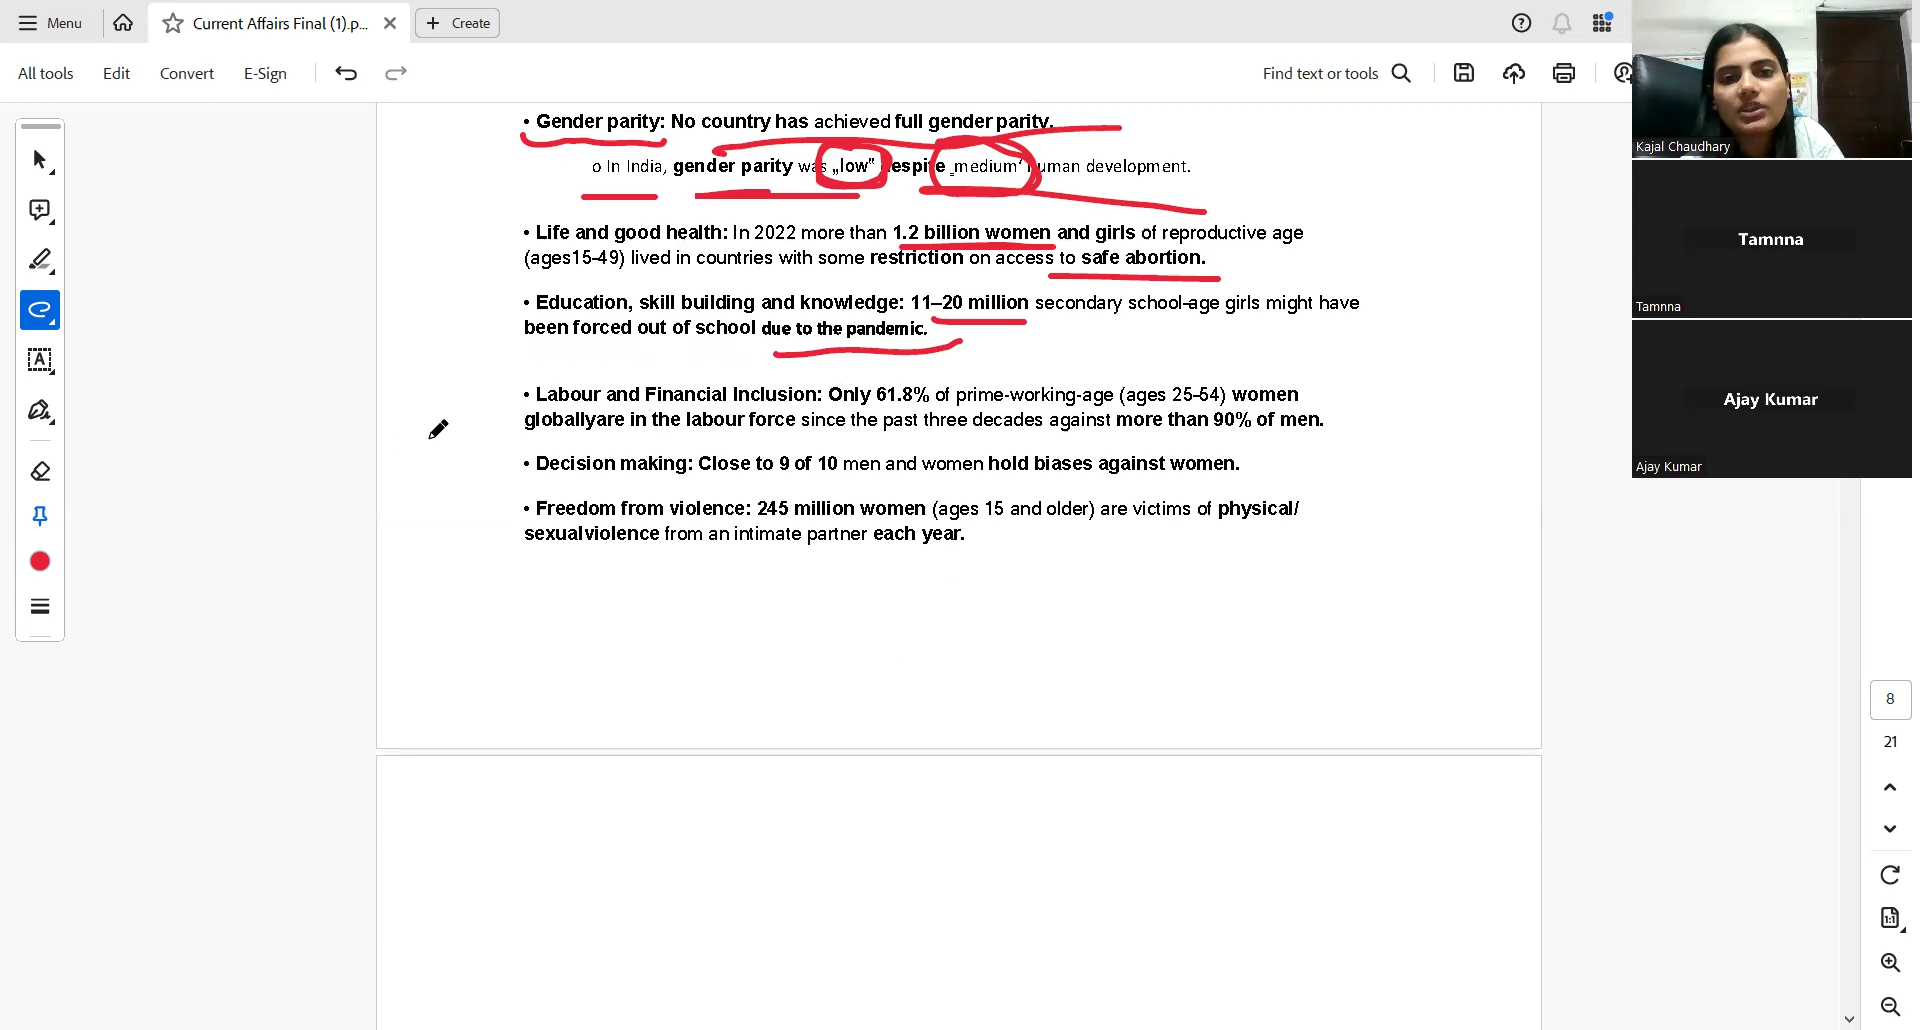 Menu
Current Affairs Final (1).p...
Create
All tools
Edit
Convert
E-Sign
Find text or tools
• Gender parity: No country has achieved full gender parity.
o In India, gender parity was „low‟ despite „medium‟ human development.
• Life and good health: In 2022 more than 1.2 billion women and girls of reproductive age
(ages15-49) lived in countries with some restriction on access to safe abortion.
• Education, skill building and knowledge: 11–20 million secondary school-age girls might have
been forced out of school due to the pandemic.
• Labour and Financial Inclusion: Only 61.8% of prime-working-age (ages 25-54) women
globallyare in the labour force since the past three decades against more than 90% of men.
• Decision making: Close to 9 of 10 men and women hold biases against women.
• Freedom from violence: 245 million women (ages 15 and older) are victims of physical/
sexualviolence from an intimate partner each year.
Kajal Chaudhary
Tamnna
Tamnna
Ajay Kumar
Ajay Kumar
8
21